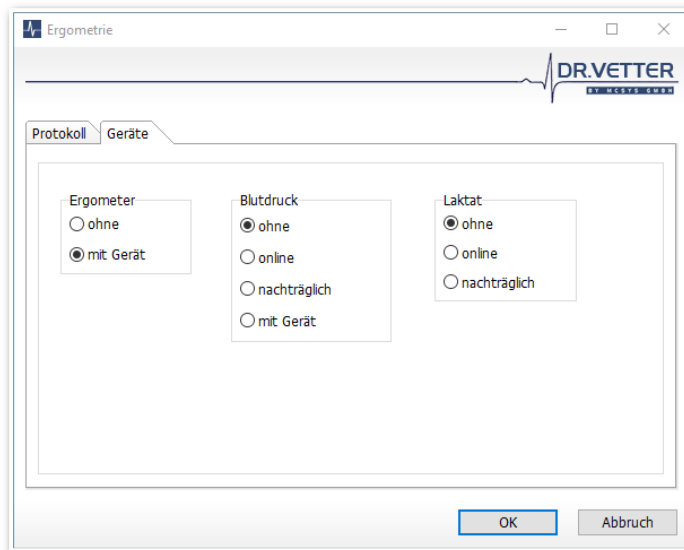 Ergometrie
DR.VETTER
BY MCSYS GMBH
Protokoll Geräte
Ergometer
ohne
mit Gerät
Blutdruck
ohne
online
nachträglich
mit Gerät
Laktat
ohne
online
nachträglich
OK Abbruch